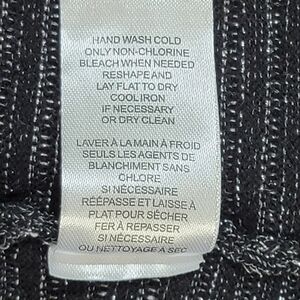 HAND WASH COLD
ONLY NON-CHLORINE
BLEACH WHEN NEEDED
RESHAPE AND
LAY FLAT TO DRY
COOL IRON
IF NECESSARY
OR DRY CLEAN
LAVER À LA MAIN À FROID
SEULS LES AGENTS DE
BLANCHIMENT SANS
CHLORE
SI NÉCESSAIRE
RÉÉPASSE ET LAISSE À
PLAT POUR SÉCHER
FER À REPASSER
SI NÉCESSAIRE
OU NETTOYAGE A SEC